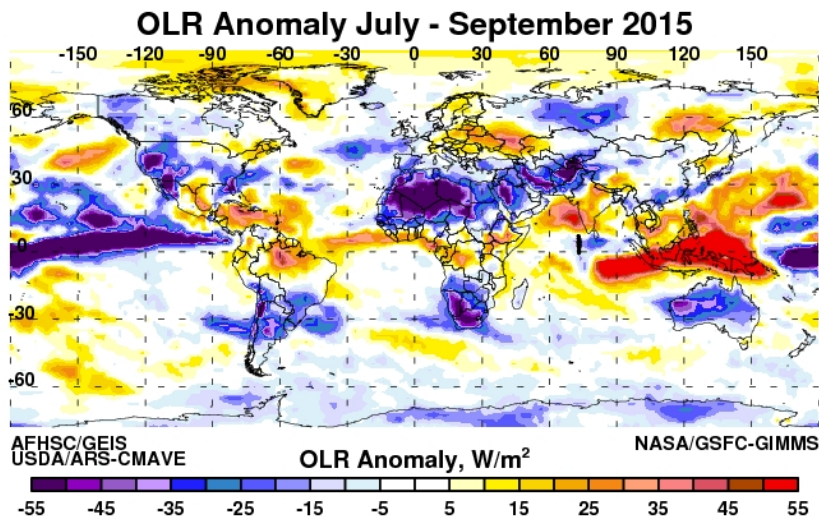 OLR Anomaly July - September 2015
-150 -120 -90 -60 -30 0 30 60 90 120 150
60
30
0
-30
-60
AFHSC/GEIS
USDA/ARS-CMAVE
NASA/GSFC-GIMMS
OLR Anomaly, W/m²
-55 -45 -35 -25 -15 -5 5 15 25 35 45 55